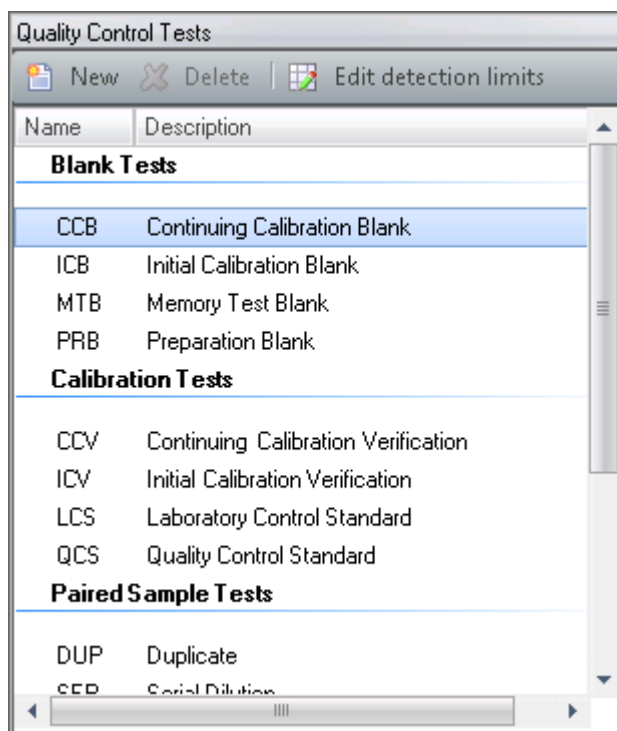 Quality Control Tests
New Delete Edit detection limits
Name Description
Blank Tests
CCB Continuing Calibration Blank
ICB Initial Calibration Blank
MTB Memory Test Blank
PRB Preparation Blank
Calibration Tests
CCV Continuing Calibration Verification
ICV Initial Calibration Verification
LCS Laboratory Control Standard
QCS Quality Control Standard
Paired Sample Tests
DUP Duplicate
Serial Dilution